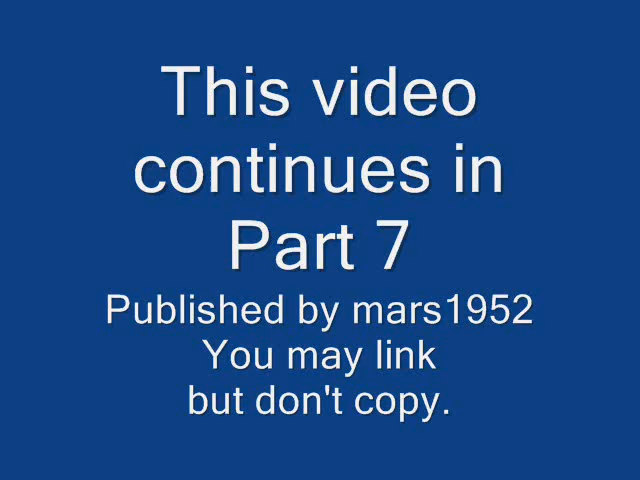 This video
continues in
Part 7
Published by mars1952
You may link
but don't copy.